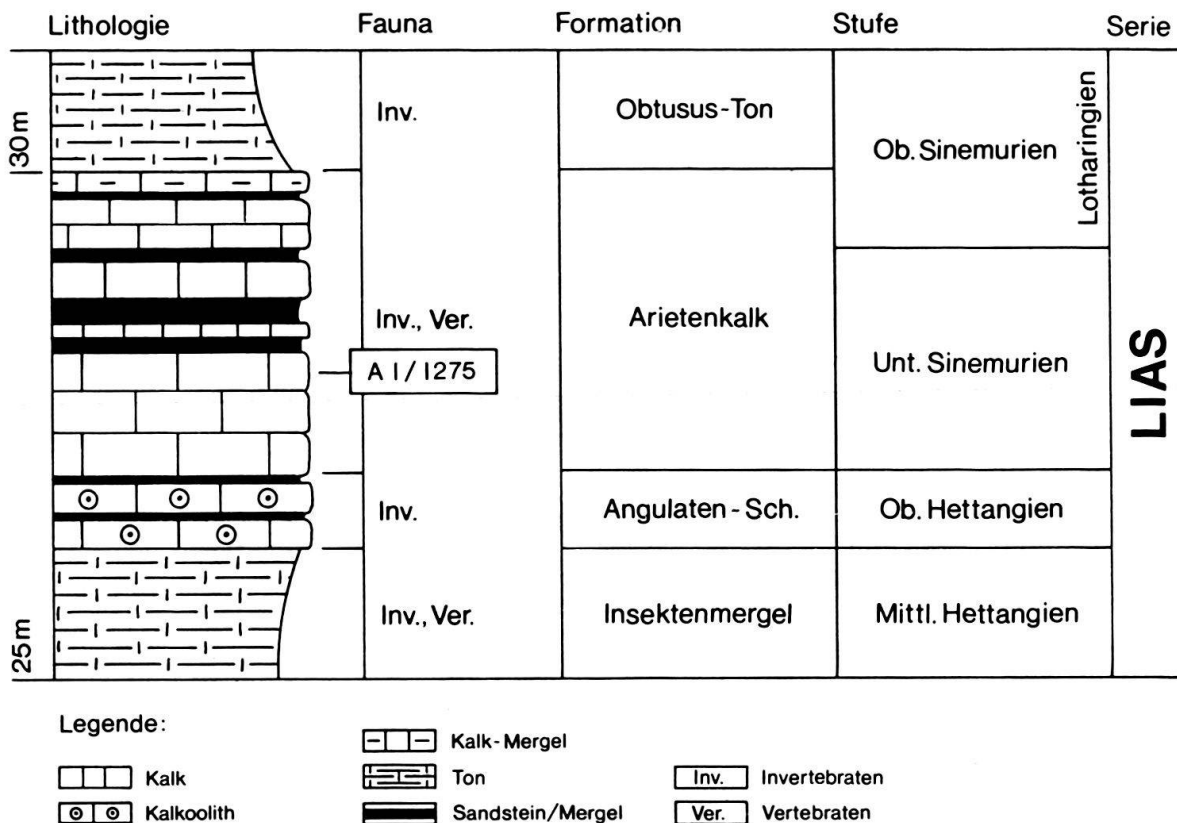 Lithologie Fauna Formation Stufe Serie
30m
Inv. Obtusus-Ton Ob. Sinemurien Lotharingien
Inv., Ver. Arietenkalk Unt. Sinemurien
A 1/1275
LIAS
Inv. Angulaten-Sch. Ob. Hettangien
Inv., Ver. Insektenmergel Mittl. Hettangien
25m
Legende:
Kalk-Mergel
Kalk Ton Inv. Invertebraten
Kalkoolith Sandstein/Mergel Ver. Vertebraten